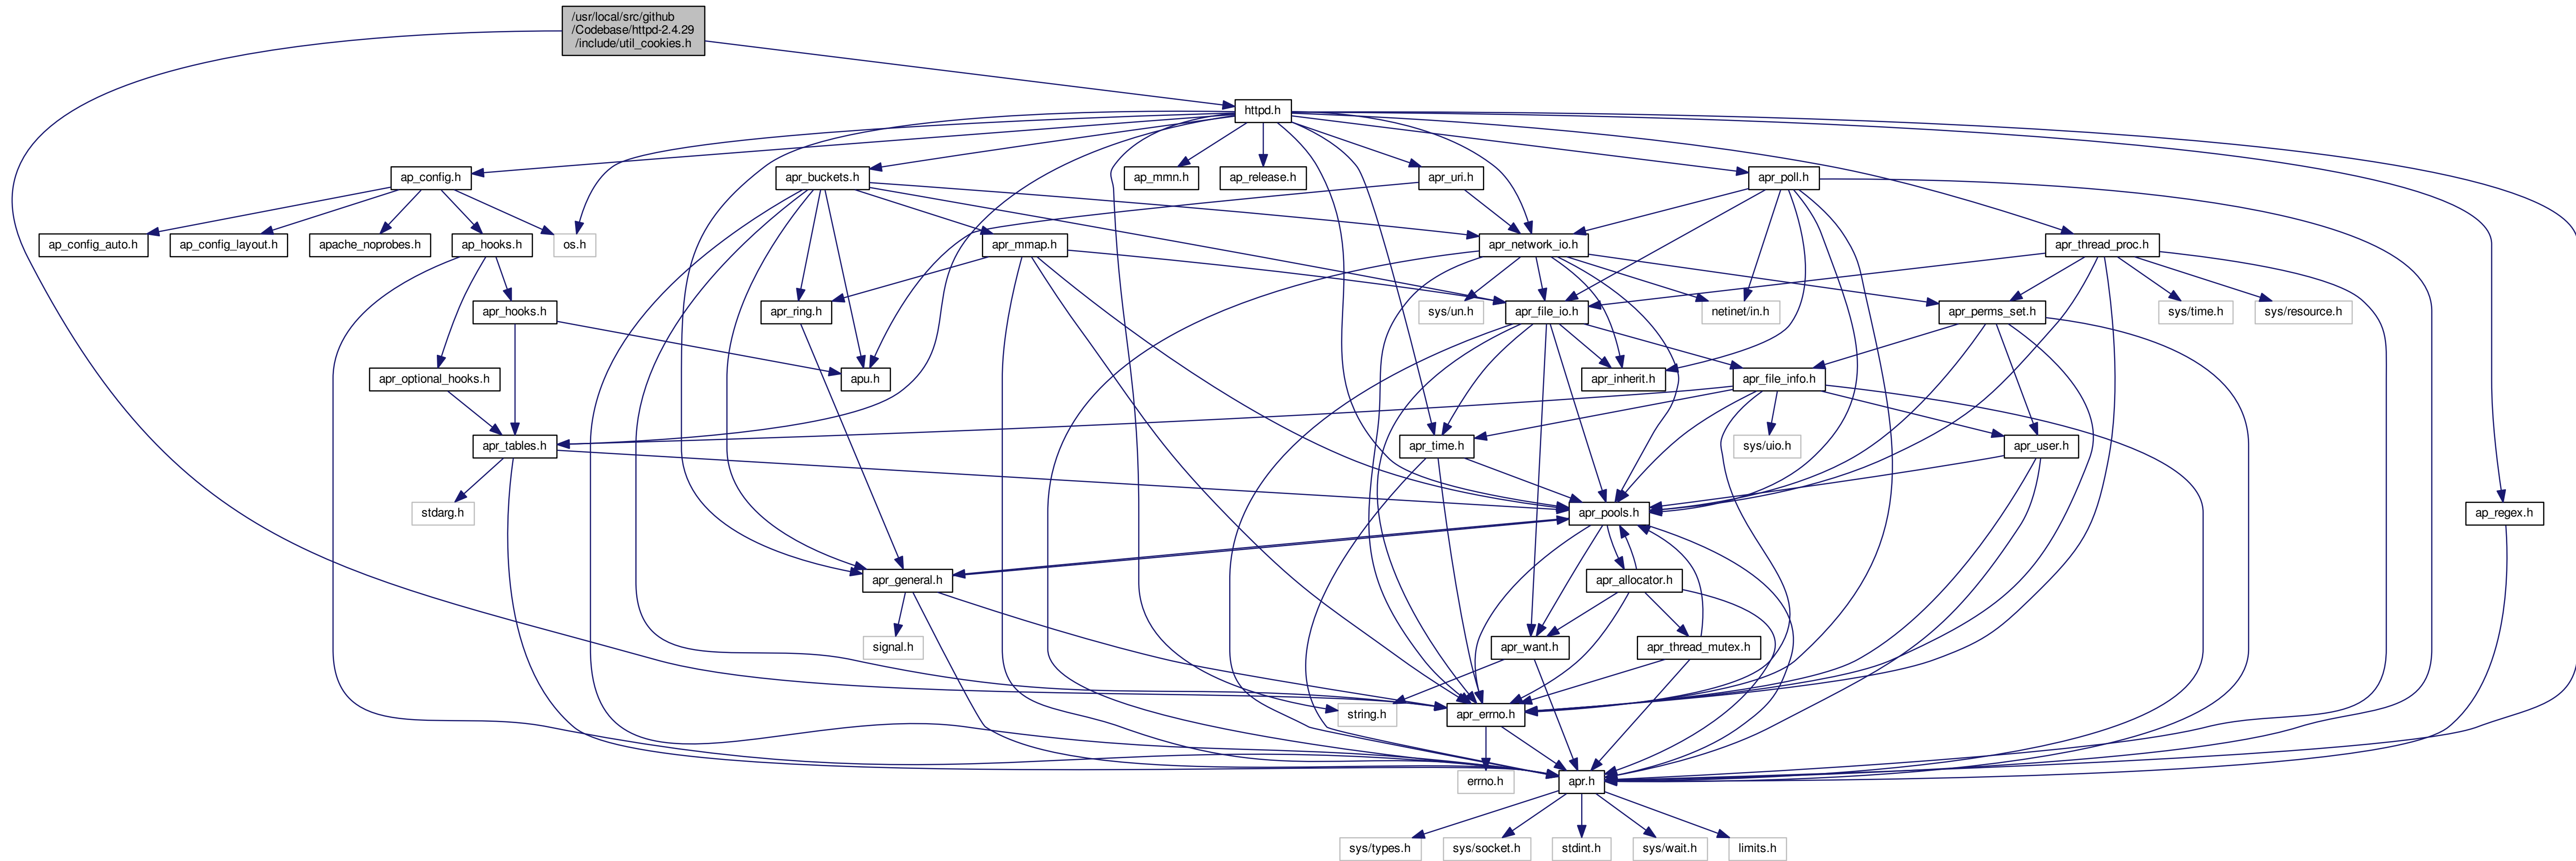 /usr/local/src/github
/Codebase/httpd-2.4.29
/include/util_cookies.h
httpd.h
ap_config.h
apr_buckets.h
ap_mmn.h
ap_release.h
apr_uri.h
apr_poll.h
ap_config_auto.h
ap_config_layout.h
apache_noprobes.h
ap_hooks.h
os.h
apr_mmap.h
apr_network_io.h
apr_thread_proc.h
apr_hooks.h
apr_ring.h
sys/un.h
apr_file_io.h
netinet/in.h
apr_perms_set.h
sys/time.h
sys/resource.h
apr_optional_hooks.h
apu.h
apr_inherit.h
apr_file_info.h
apr_tables.h
apr_time.h
sys/uio.h
apr_user.h
stdarg.h
apr_pools.h
ap_regex.h
apr_general.h
apr_allocator.h
signal.h
apr_want.h
apr_thread_mutex.h
string.h
apr_errno.h
errno.h
apr.h
sys/types.h
sys/socket.h
stdint.h
sys/wait.h
limits.h